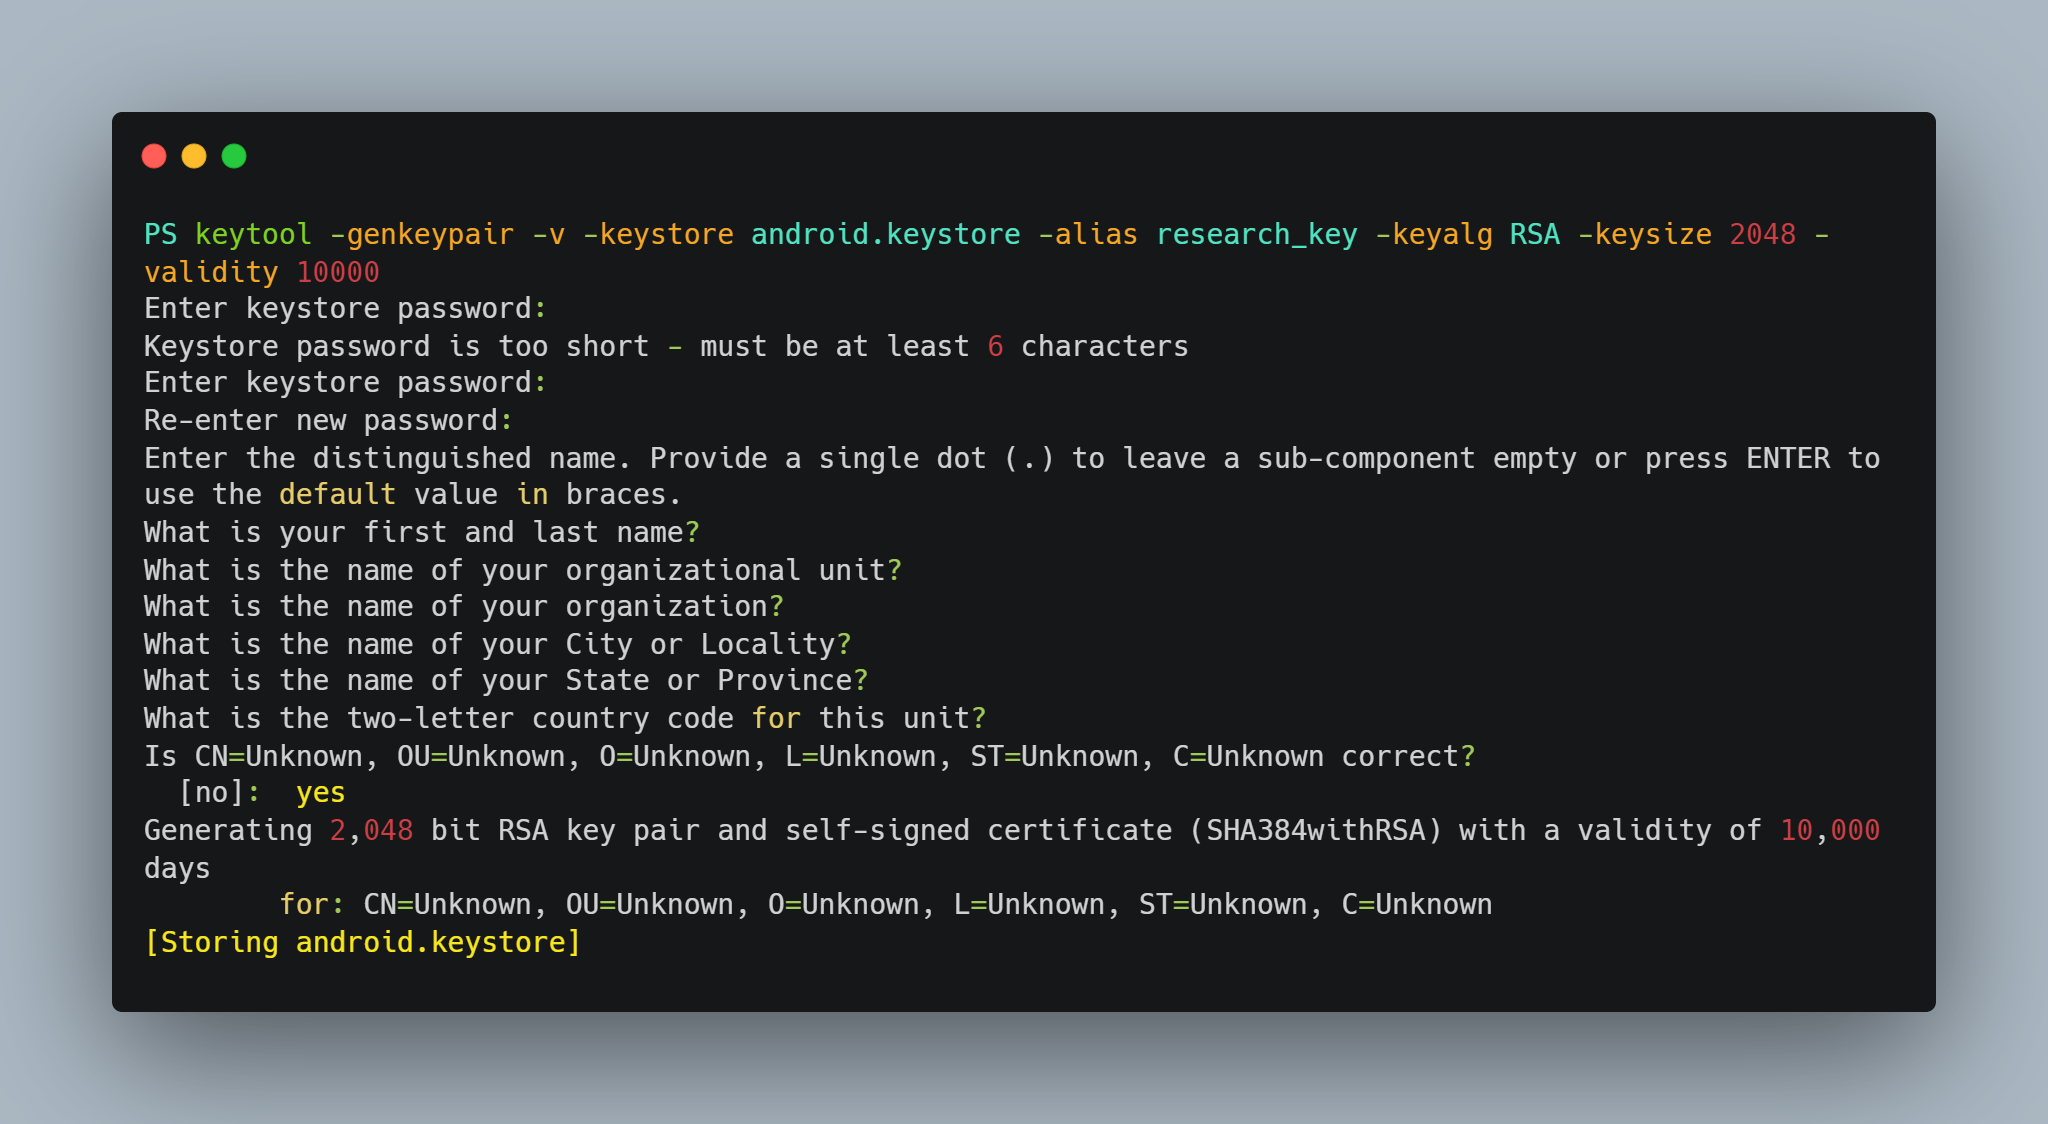 PS keytool -genkeypair -v -keystore android.keystore -alias research_key -keyalg RSA -keysize 2048 -
validity 10000
Enter keystore password:
Keystore password is too short - must be at least 6 characters
Enter keystore password:
Re-enter new password:
Enter the distinguished name. Provide a single dot (.) to leave a sub-component empty or press ENTER to
use the default value in braces.
What is your first and last name?
What is the name of your organizational unit?
What is the name of your organization?
What is the name of your City or Locality?
What is the name of your State or Province?
What is the two-letter country code for this unit?
Is CN=Unknown, OU=Unknown, O=Unknown, L=Unknown, ST=Unknown, C=Unknown correct?
  [no]:  yes
Generating 2,048 bit RSA key pair and self-signed certificate (SHA384withRSA) with a validity of 10,000
days
        for: CN=Unknown, OU=Unknown, O=Unknown, L=Unknown, ST=Unknown, C=Unknown
[Storing android.keystore]